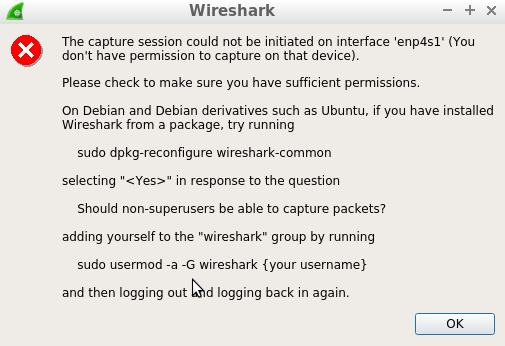 Wireshark
The capture session could not be initiated on interface 'enp4s1' (You
don't have permission to capture on that device).
Please check to make sure you have sufficient permissions.
On Debian and Debian derivatives such as Ubuntu, if you have installed
Wireshark from a package, try running
sudo dpkg-reconfigure wireshark-common
selecting "<Yes>" in response to the question
Should non-superusers be able to capture packets?
adding yourself to the "wireshark" group by running
sudo usermod -a -G wireshark {your username}
and then logging out and logging back in again.
OK